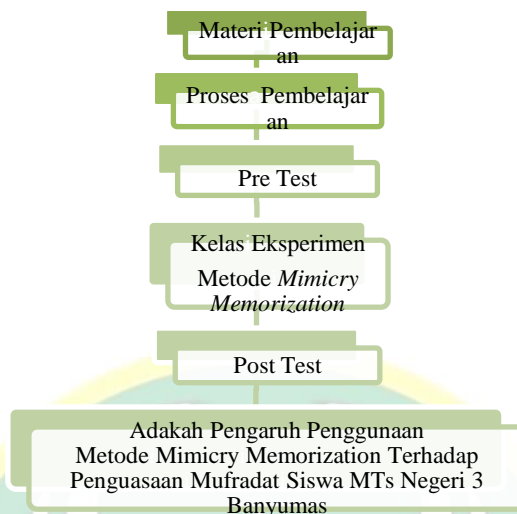 Materi Pembelajar
an
Proses Pembelajar
an
Pre Test
Kelas Eksperimen
Metode Mimicry
Memorization
Post Test
Adakah Pengaruh Penggunaan
Metode Mimicry Memorization Terhadap
Penguasaan Mufradat Siswa MTs Negeri 3
Banyumas